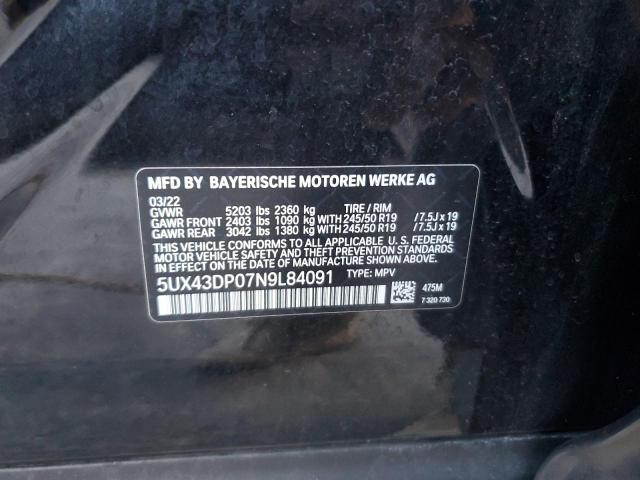 MFD BY BAYERISCHE MOTOREN WERKE AG
03/22
GVWR 5203 lbs 2360 kg TIRE / RIM
GAWR FRONT 2403 lbs 1090 kg WITH 245/50 R19 /7.5J x 19
GAWR REAR 3042 lbs 1380 kg WITH 245/50 R19 /7.5J x 19
THIS VEHICLE CONFORMS TO ALL APPLICABLE U. S. FEDERAL
MOTOR VEHICLE SAFETY, BUMPER, AND THEFT PREVENTION
STANDARDS IN EFFECT ON THE DATE OF MANUFACTURE SHOWN ABOVE.
5UX43DP07N9L84091 TYPE: MPV
475M
7 320 730